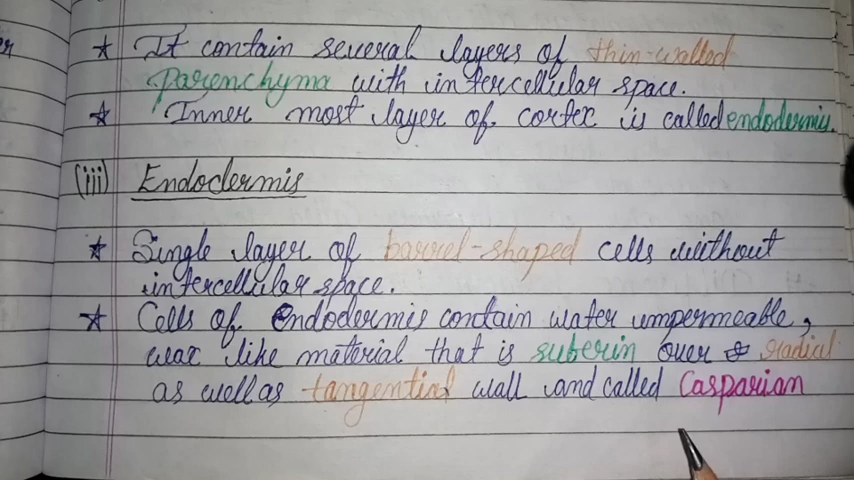 ★ It contain several layers of thin-walled
parenchyma with intercellular space.
★ Inner most layer of cortex is called endodermis.
(iii) Endodermis
★ Single layer of barrel-shaped cells without
intercellular space.
★ Cells of Endodermis contain water umpermeable,
wax like material that is suberin over radial
as well as tangential wall and called Casparian